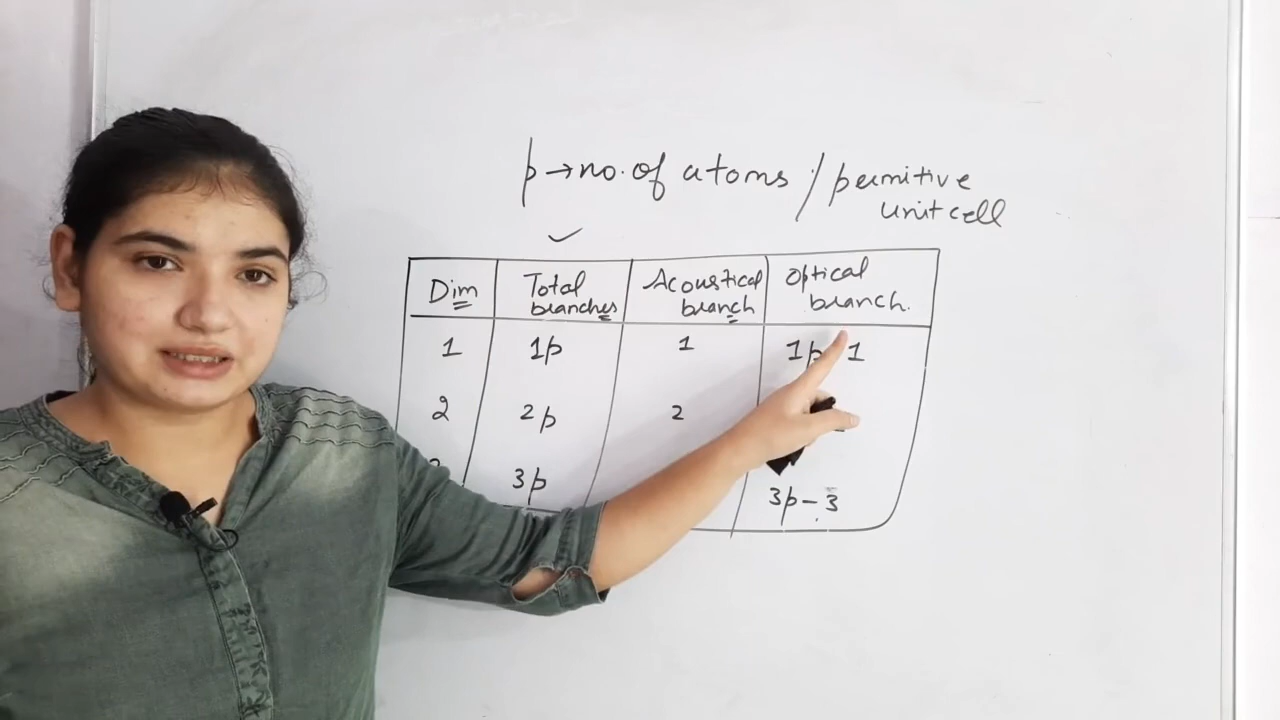 p → no. of atoms / permitive
unit cell
Dim Total branches Acoustical branch Optical branch.
1 1p 1 1p 1
2 2p 2
3p 3p - 3